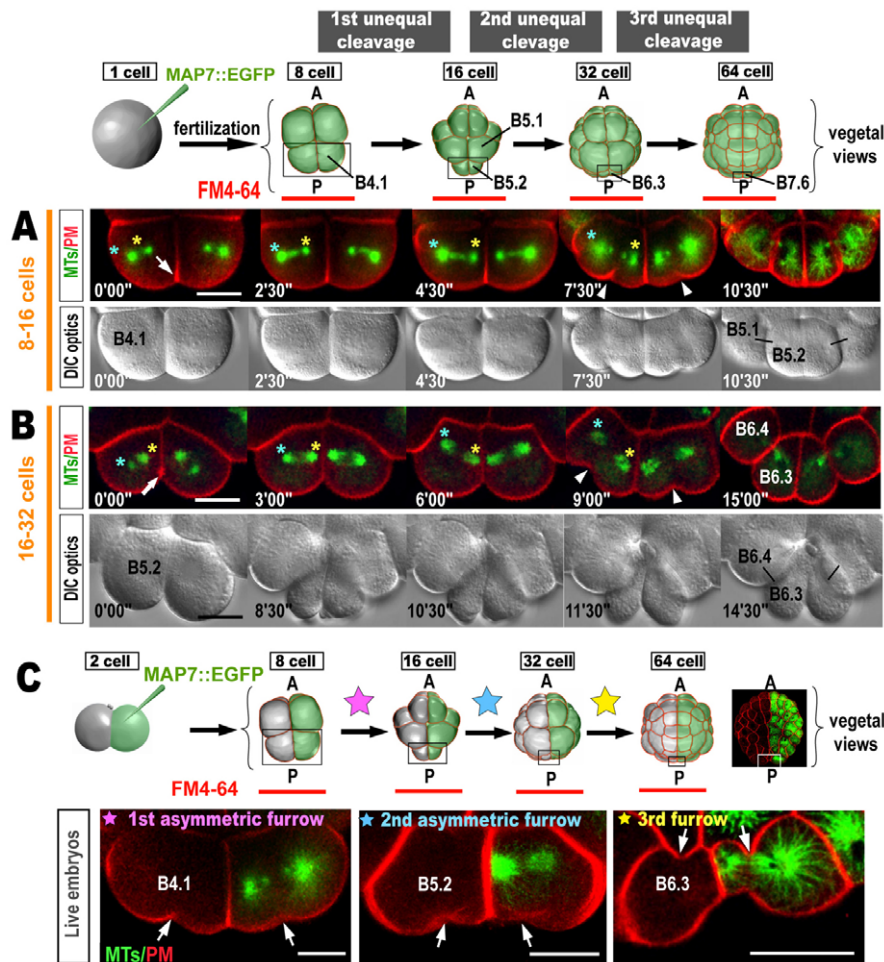 1st unequal cleavage
2nd unequal clevage
3rd unequal cleavage
1 cell
MAP7::EGFP
8 cell
16 cell
32 cell
64 cell
A
A
A
A
fertilization
B5.1
vegetal views
P
P
P
P
B4.1
B5.2
B6.3
B7.6
FM4-64
A
8-16 cells
MTs/PM
* * 0'00"
* * 2'30"
* * 4'30"
* * 7'30"
10'30"
DIC optics
B4.1
0'00"
2'30"
4'30
7'30"
B5.1
B5.2
10'30"
B
16-32 cells
MTs/PM
* * 0'00"
* * 3'00"
* * 6'00"
* * 9'00"
B6.4
B6.3
15'00"
DIC optics
B5.2
0'00"
8'30"
10'30"
11'30"
B6.4
B6.3
14'30"
C
2 cell
MAP7::EGFP
8 cell
16 cell
32 cell
64 cell
A
A
A
A
A
vegetal views
P
P
P
P
P
FM4-64
Live embryos
1st asymmetric furrow
B4.1
MTs/PM
2nd asymmetric furrow
B5.2
3rd furrow
B6.3